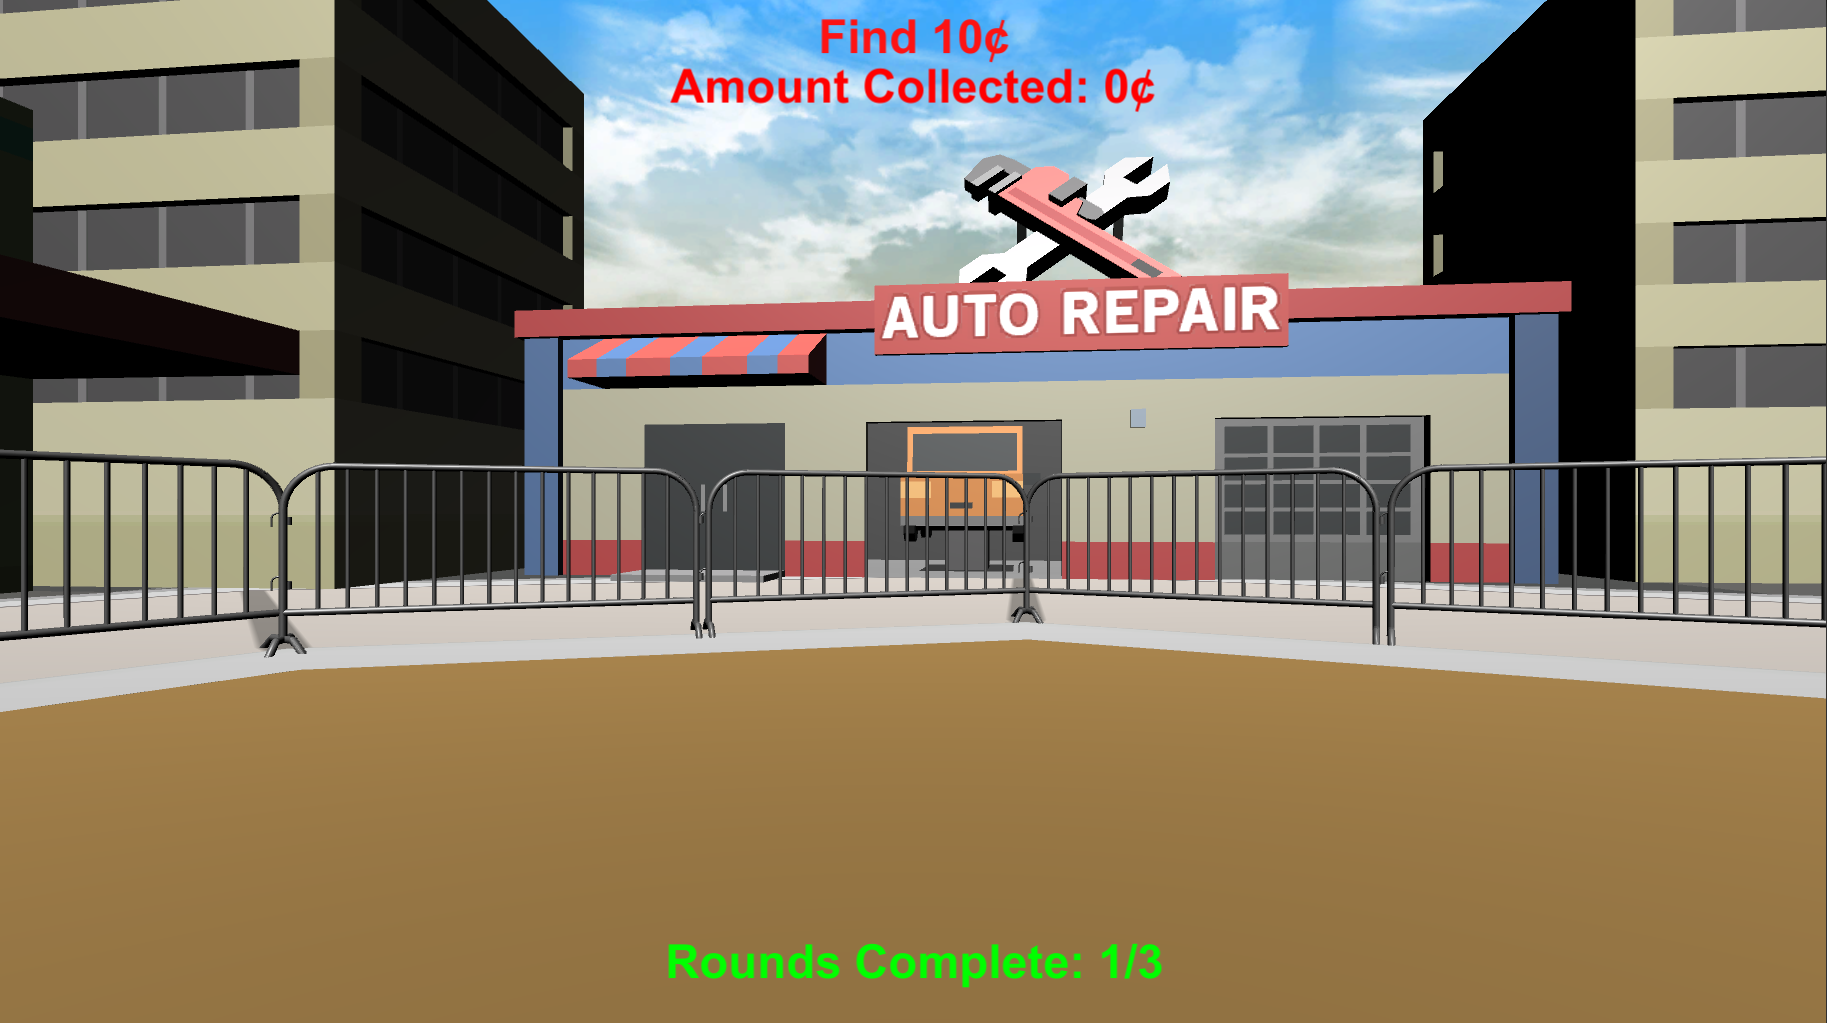 Find 10¢
Amount Collected: 0¢
AUTO REPAIR
Rounds Complete: 1/3